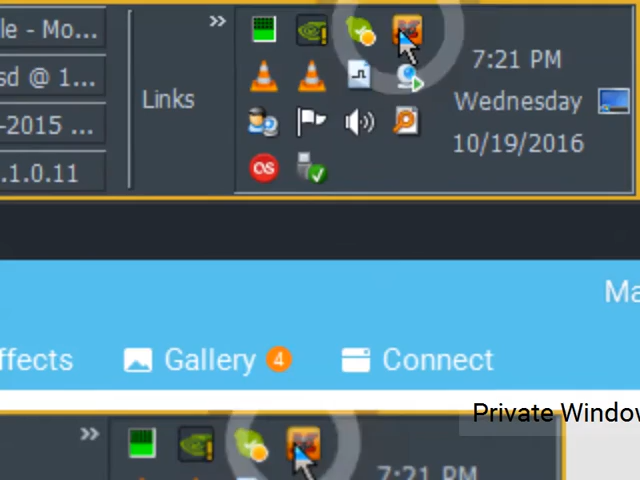 »
le - Mo...
7:21 PM
sd @ 1...
Links
Wednesday
-2015 ...
10/19/2016
.1.0.11
os
Ma
ffects
Gallery 4
Connect
Private Window
»
7:21 PM